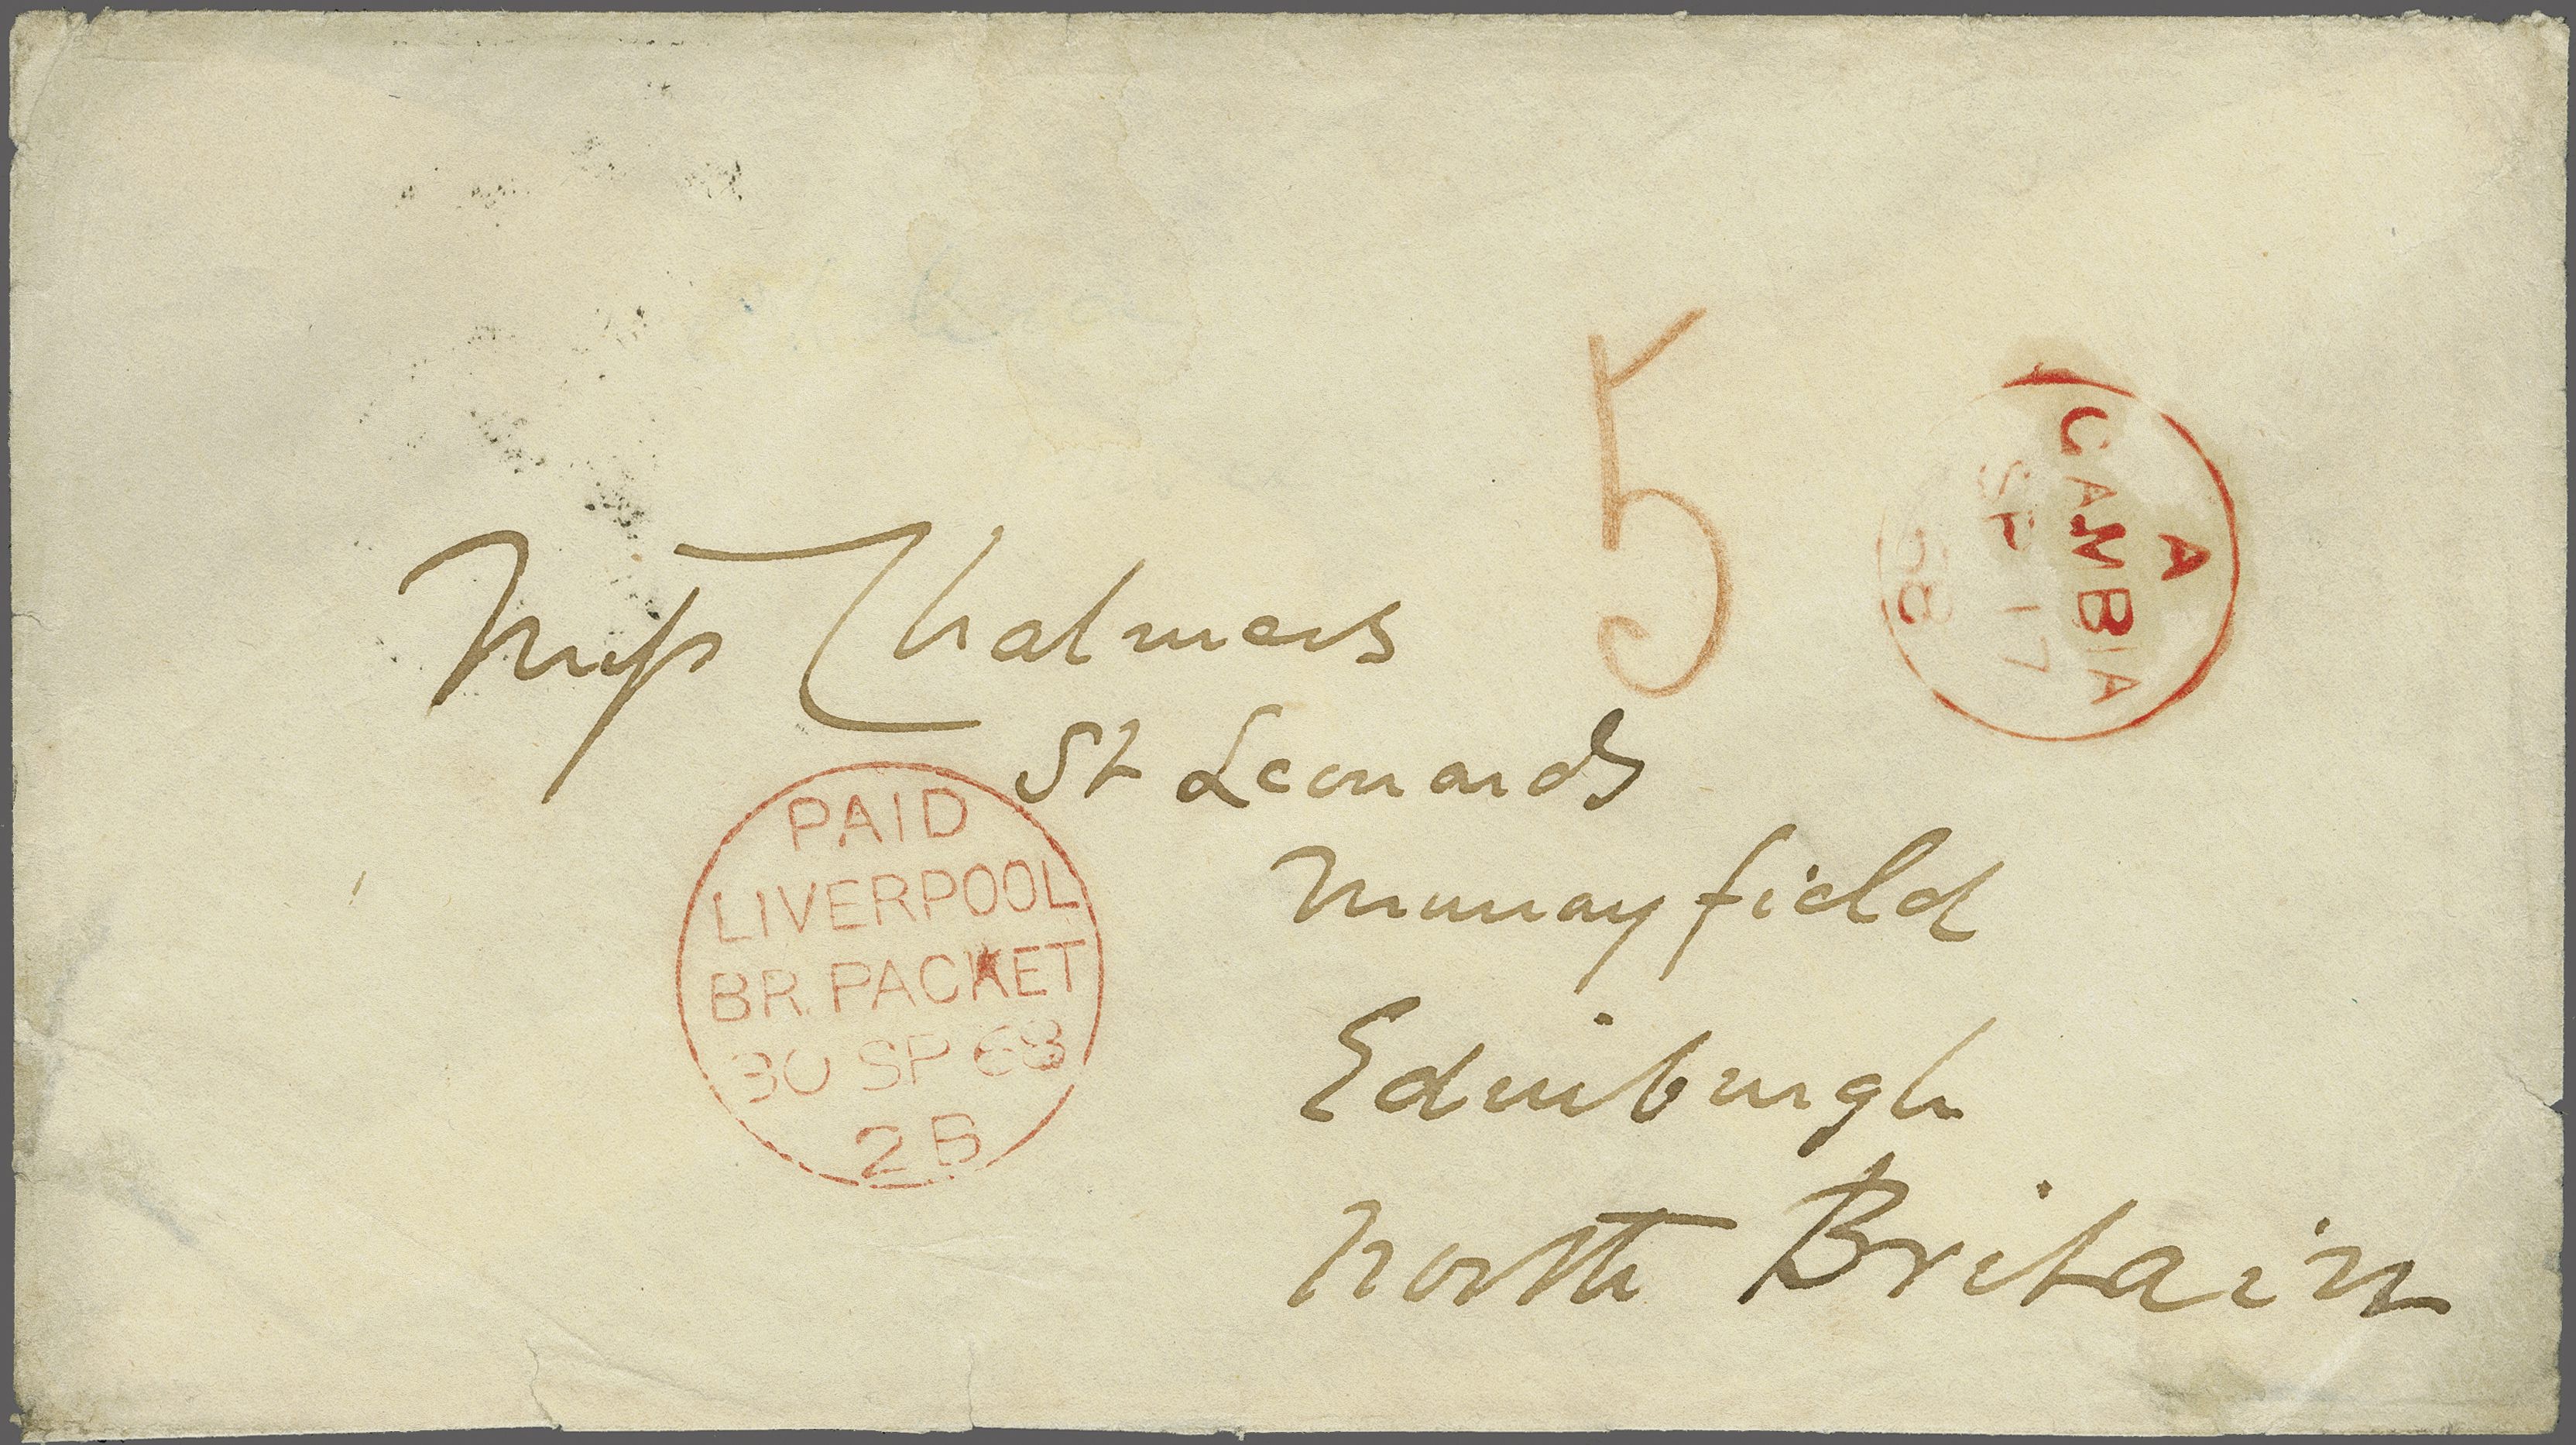 5
A
GAMBIA
SP 17
68
Miss Chalmers
St Leonards
Murrayfield
Edinburgh
North Britain
PAID
LIVERPOOL
BR. PACKET
30 SP 68
2 B